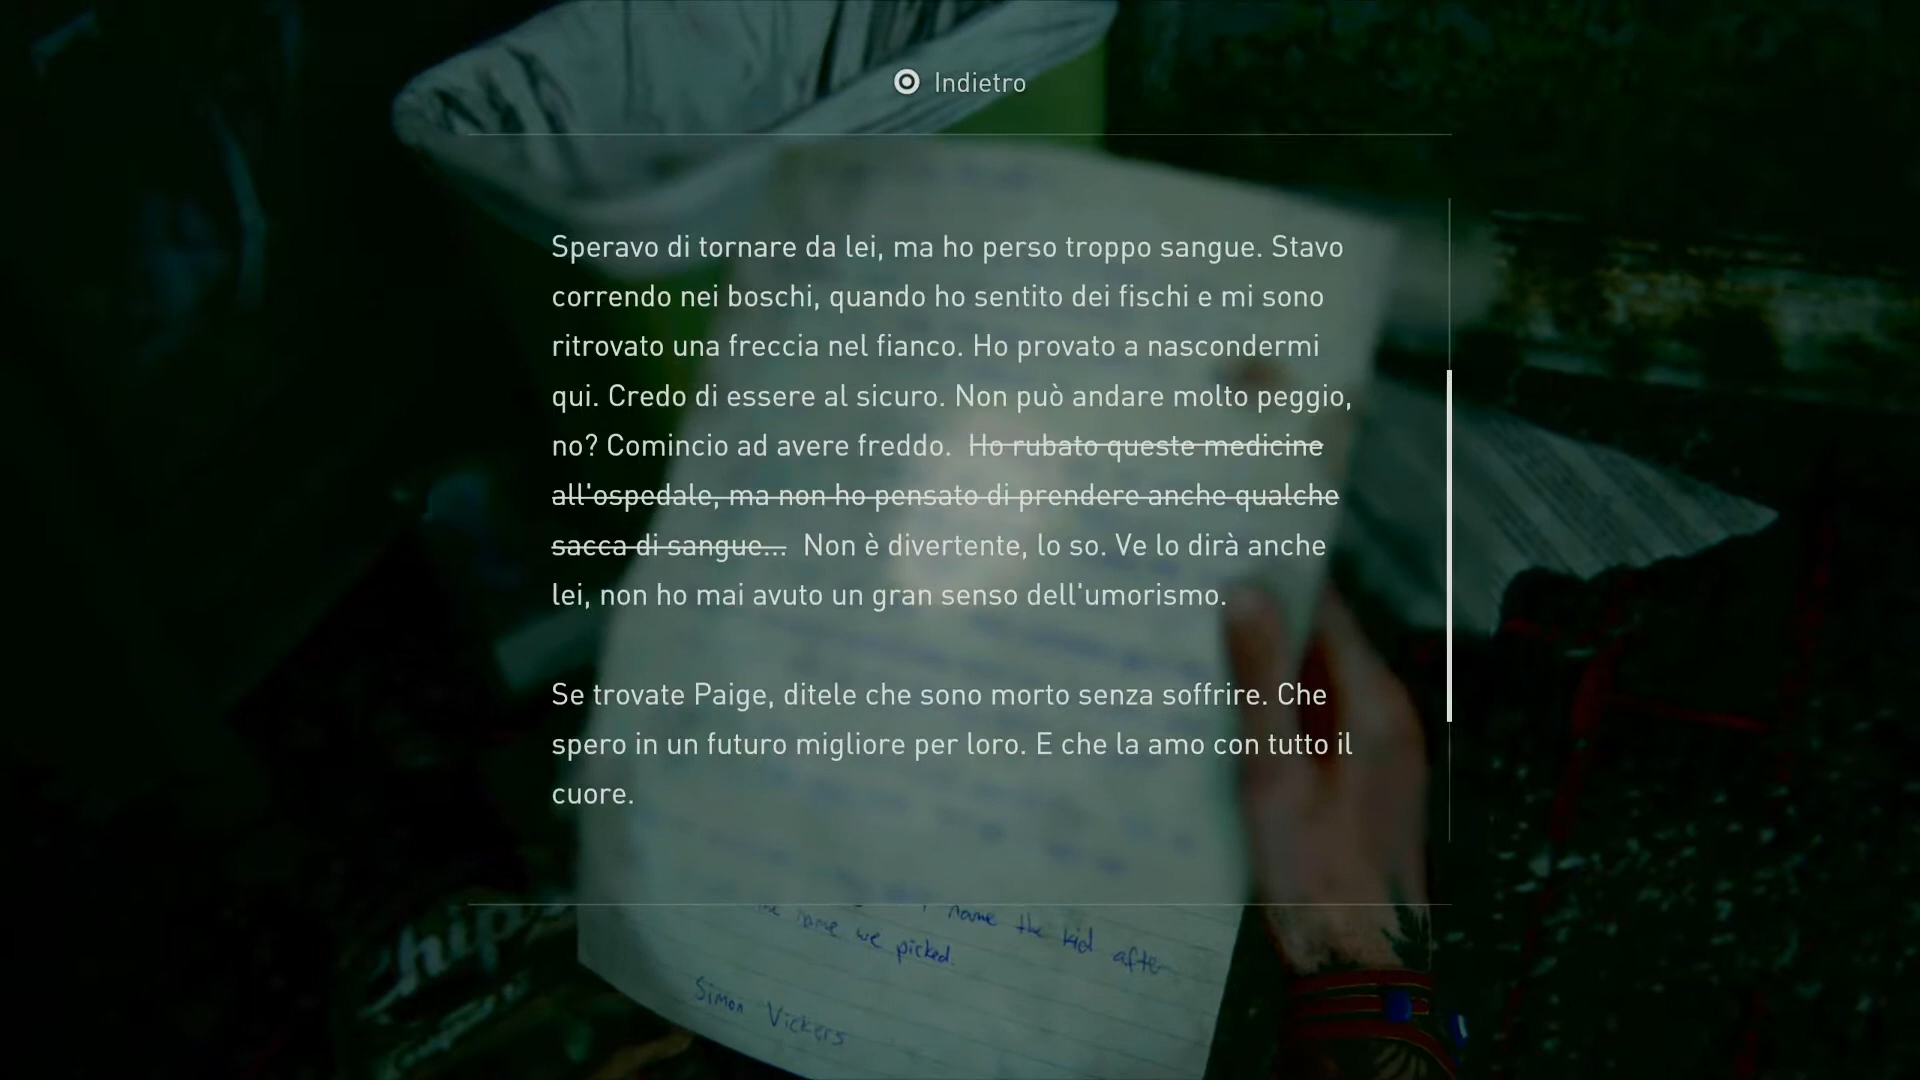 Indietro
Speravo di tornare da lei, ma ho perso troppo sangue. Stavo
correndo nei boschi, quando ho sentito dei fischi e mi sono
ritrovato una freccia nel fianco. Ho provato a nascondermi
qui. Credo di essere al sicuro. Non può andare molto peggio,
no? Comincio ad avere freddo. Ho rubato queste medicine
all'ospedale, ma non ho pensato di prendere anche qualche
sacca di sangue... Non è divertente, lo so. Ve lo dirà anche
lei, non ho mai avuto un gran senso dell'umorismo.
Se trovate Paige, ditele che sono morto senza soffrire. Che
spero in un futuro migliore per loro. E che la amo con tutto il
cuore.
name the kid after
name we picked.
Simon Vickers
chips